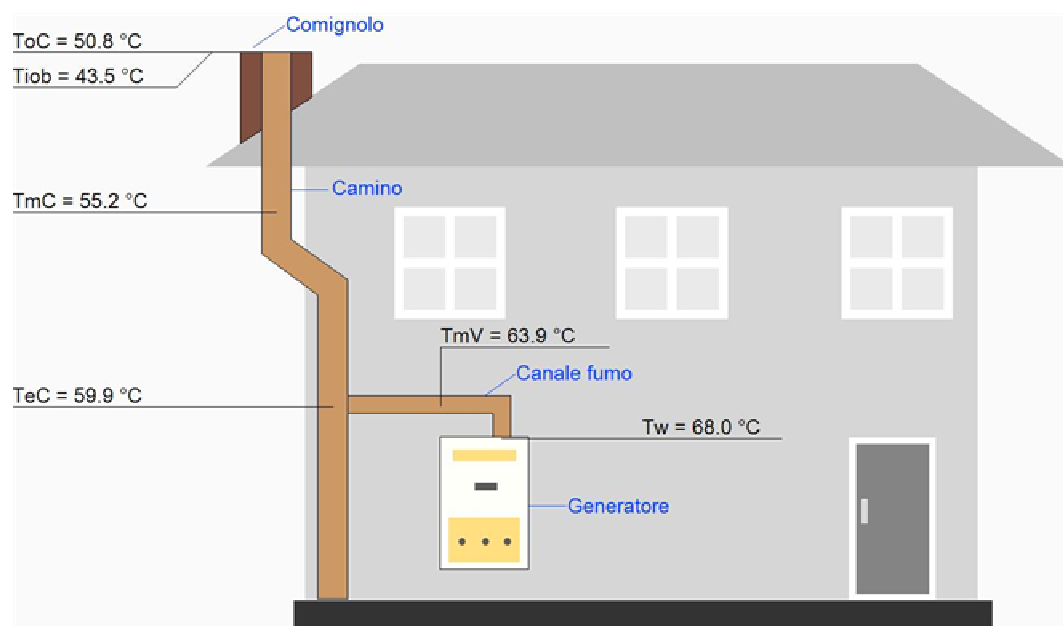 Comignolo
ToC = 50.8 °C
Tiob = 43.5 °C
Camino
TmC = 55.2 °C
TmV = 63.9 °C
Canale fumo
TeC = 59.9 °C
Tw = 68.0 °C
Generatore